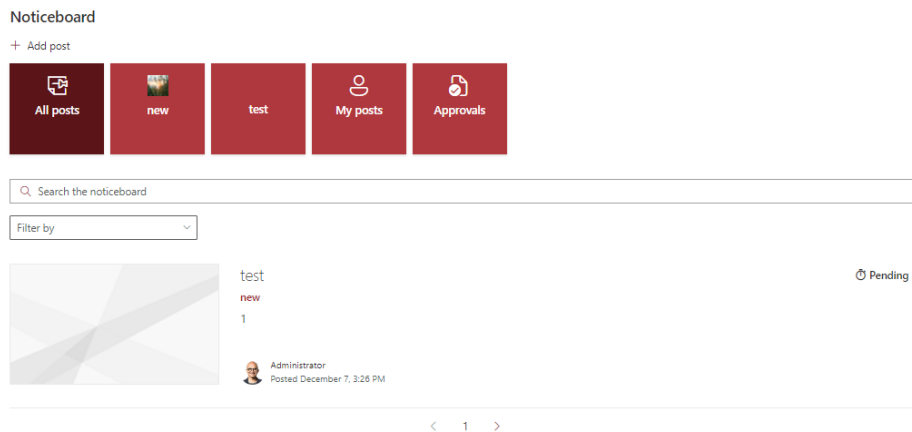 Noticeboard
+ Add post
All posts
new
test
My posts
Approvals
Search the noticeboard
Filter by
test
Pending
new
1
Administrator
Posted December 7, 3:26 PM
1